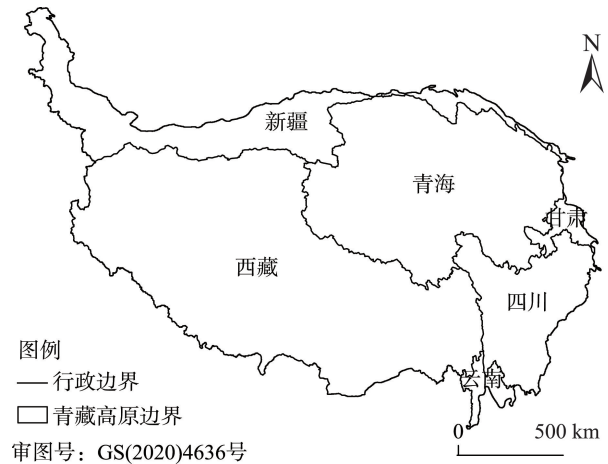 N
新疆
青海
甘肃
西藏
四川
云南
图例
行政边界
青藏高原边界
0 500 km
审图号：GS(2020)4636号